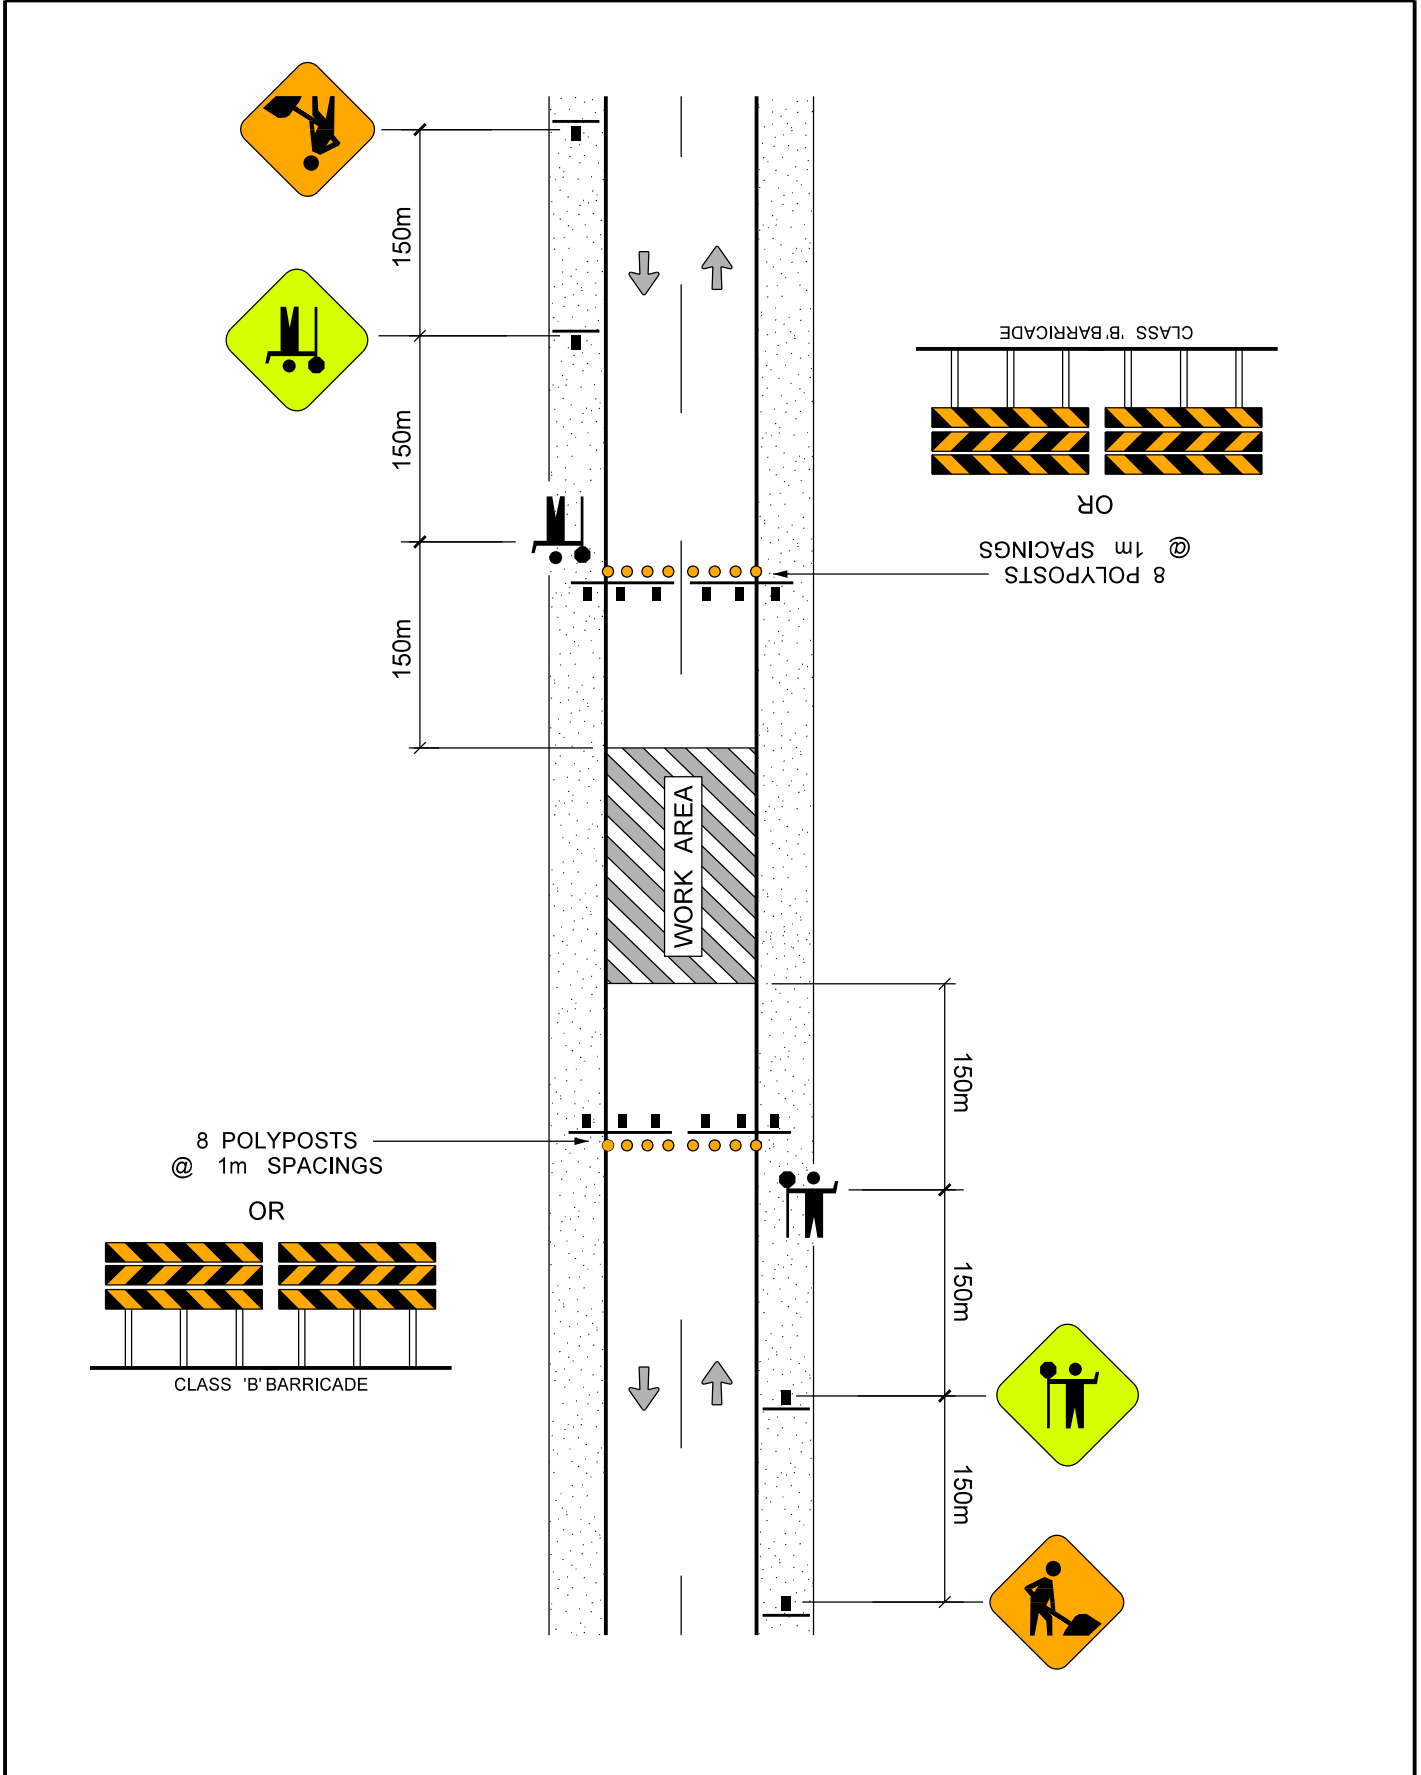 150m
150m
150m
CLASS 'B' BARRICADE
OR
8 POLYPOSTS
@ 1m SPACINGS
WORK AREA
150m
150m
150m
8 POLYPOSTS
@ 1m SPACINGS
OR
CLASS 'B' BARRICADE